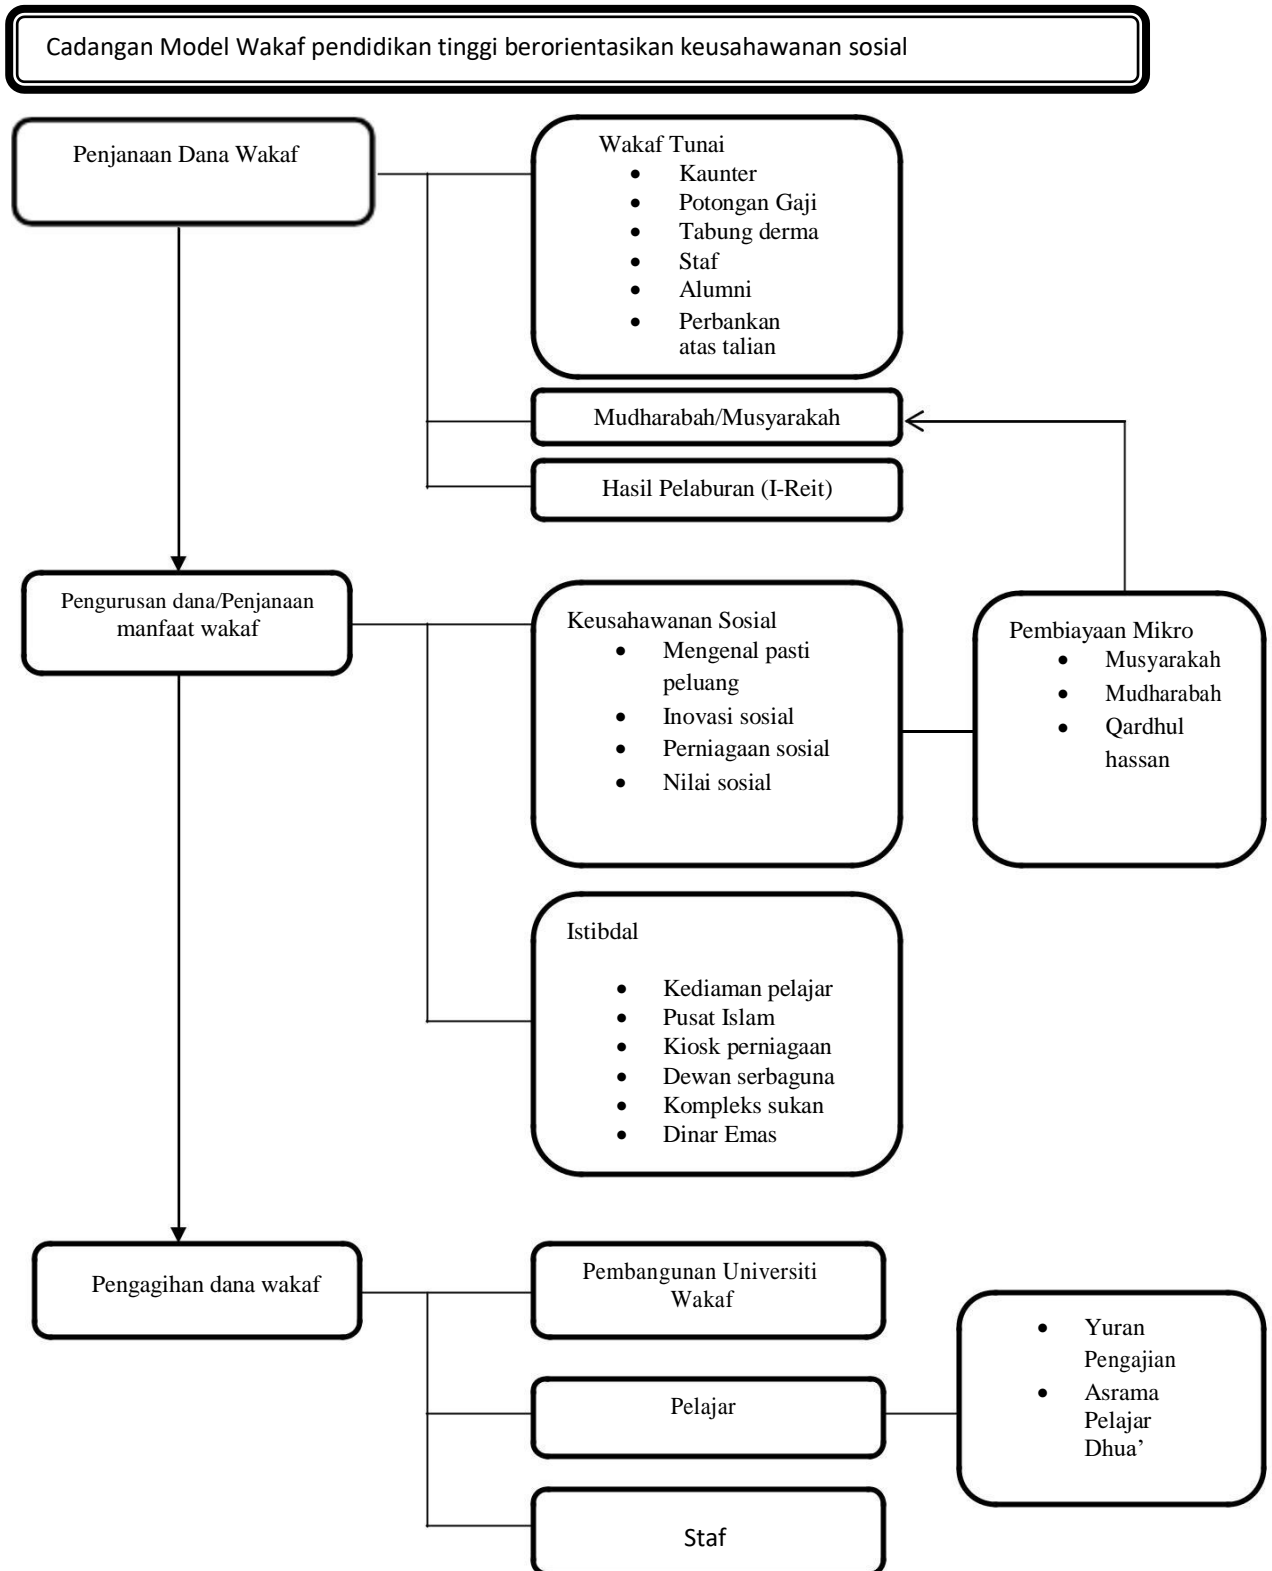 Cadangan Model Wakaf pendidikan tinggi berorientasikan keusahawanan sosial
Penjanaan Dana Wakaf
Wakaf Tunai
• Kaunter
• Potongan Gaji
• Tabung derma
• Staf
• Alumni
• Perbankan
atas talian
Mudharabah/Musyarakah
Hasil Pelaburan (I-Reit)
Pengurusan dana/Penjanaan
manfaat wakaf
Keusahawanan Sosial
• Mengenal pasti
peluang
• Inovasi sosial
• Perniagaan sosial
• Nilai sosial
Pembiayaan Mikro
• Musyarakah
• Mudharabah
• Qardhul
hassan
Istibdal
• Kediaman pelajar
• Pusat Islam
• Kiosk perniagaan
• Dewan serbaguna
• Kompleks sukan
• Dinar Emas
Pengagihan dana wakaf
Pembangunan Universiti
Wakaf
Pelajar
• Yuran
Pengajian
• Asrama
Pelajar
Dhua’
Staf